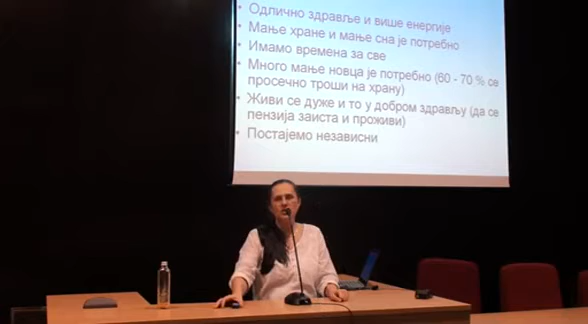 • Одлично здравље и више енергије
• Мање хране и мање сна је потребно
• Имамо времена за све
• Много мање новца је потребно (60 - 70 % се
просечно троши на храну)
• Живи се дуже и то у добром здрављу (да се
пензија заиста и проживи)
• Постајемо независни